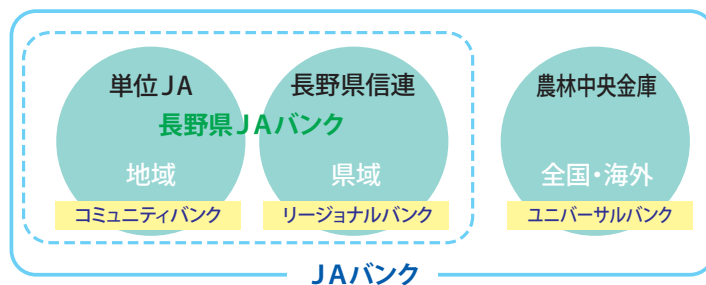 単位JA
長野県信連
農林中央金庫
長野県JAバンク
地域
県域
全国・海外
コミュニティバンク
リージョナルバンク
ユニバーサルバンク
JAバンク